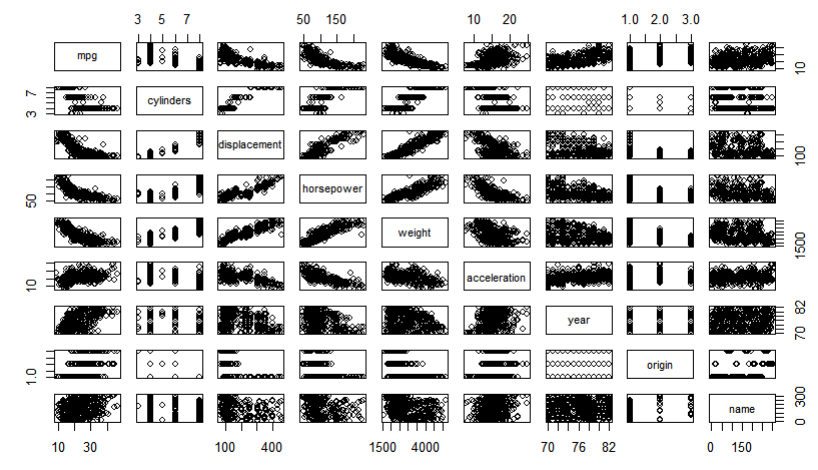 3 5 7
50 150
10 20
1.0 2.0 3.0
mpg
10
3 7
cylinders
displacement
100
50
horsepower
weight
1500
10
acceleration
year
70 82
1.0
origin
name
0 300
10 30
100 400
1500 4000
70 76 82
0 150